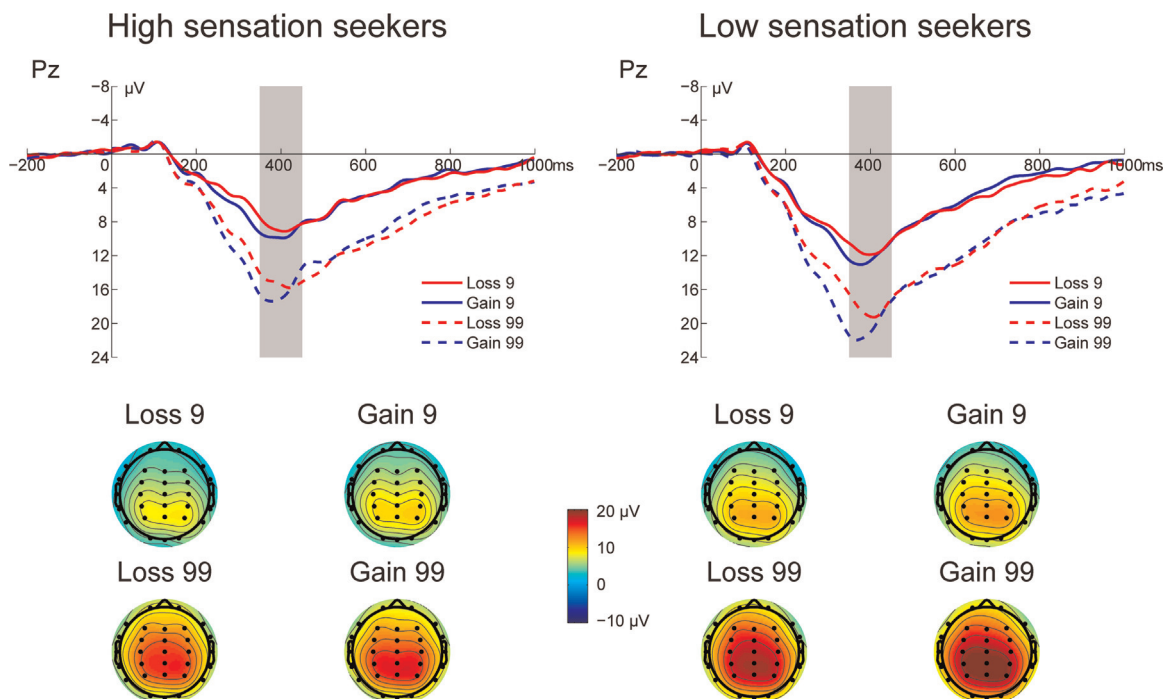 High sensation seekers
Low sensation seekers
Pz
−8
μV
−4
−200
0
200
400
600
800
1000ms
4
8
12
16
20
24
Loss 9
Gain 9
Loss 99
Gain 99
Pz
−8
μV
−4
−200
0
200
400
600
800
1000ms
4
8
12
16
20
24
Loss 9
Gain 9
Loss 99
Gain 99
Loss 9
Gain 9
Loss 9
Gain 9
20 μV
10
0
−10 μV
Loss 99
Gain 99
Loss 99
Gain 99